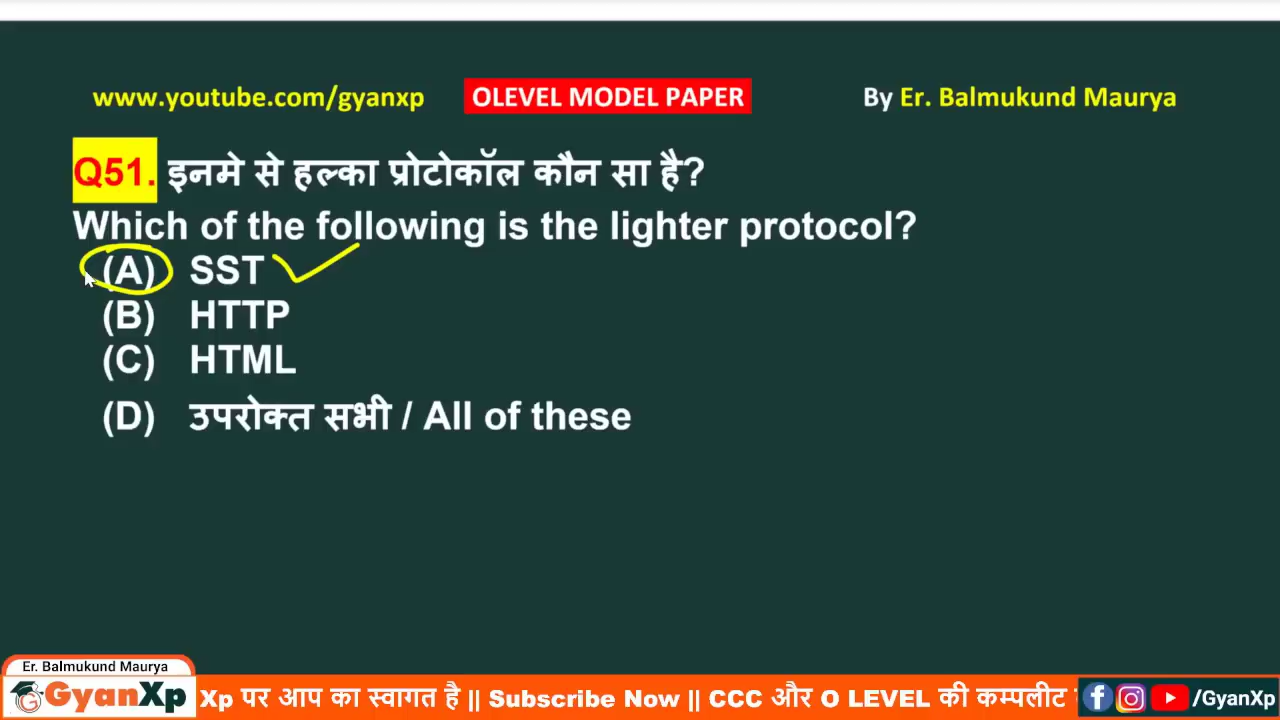 www.youtube.com/gyanxp OLEVEL MODEL PAPER By Er. Balmukund Maurya
Q51. इनमे से हल्का प्रोटोकॉल कौन सा है?
Which of the following is the lighter protocol?
(A) SST
(B) HTTP
(C) HTML
(D) उपरोक्त सभी / All of these
Er. Balmukund Maurya
GyanXp Xp पर आप का स्वागत है || Subscribe Now || CCC और O LEVEL की कम्पलीट /GyanXp